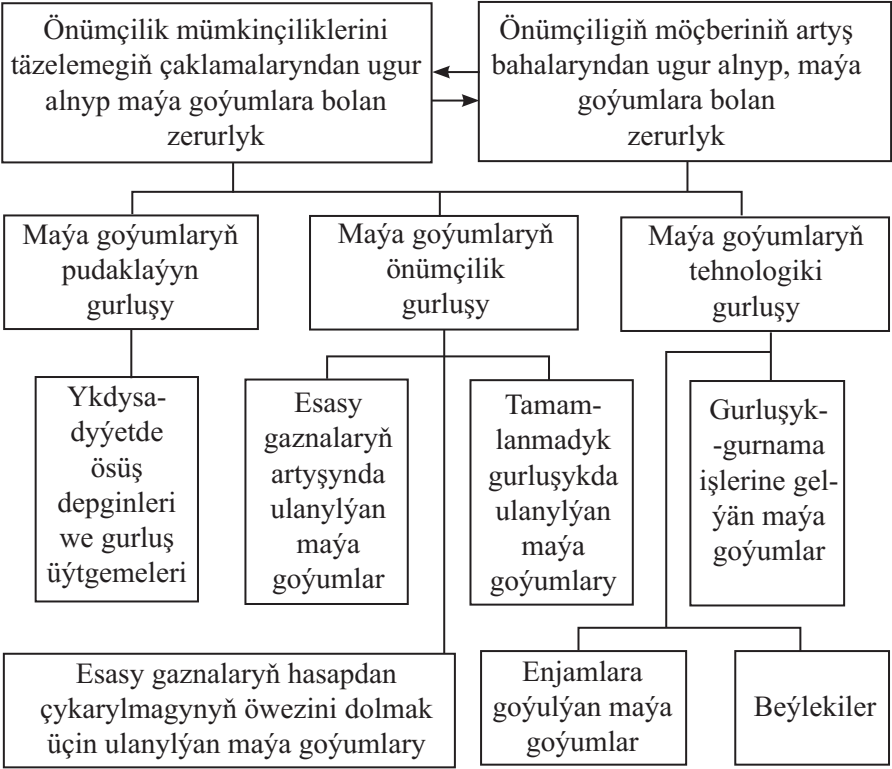 Önümçilik mümkinçiliklerini
täzelemegiň çaklamalaryndan ugur
alnyp maýa goýumlara bolan
zerurlyk
Önümçiligiň möçberiniň artyş
bahalaryndan ugur alnyp, maýa
goýumlara bolan
zerurlyk
Maýa goýumlaryň
pudaklaýyn
gurluşy
Maýa goýumlaryň
önümçilik
gurluşy
Maýa goýumlaryň
tehnologiki
gurluşy
Ykdysa-
dyýetde
ösüş
depginleri
we gurluş
üýtgemeleri
Esasy
gaznalaryň
artyşynda
ulanylýan
maýa
goýumlar
Tamam-
lanmadyk
gurluşykda
ulanylýan
maýa
goýumlary
Gurluşyk-
-gurnama
işlerine gel-
ýän maýa
goýumlar
Esasy gaznalaryň hasapdan
çykarylmagynyň öwezini dolmak
üçin ulanylýan maýa goýumlary
Enjamlara
goýulýan maýa
goýumlar
Beýlekiler